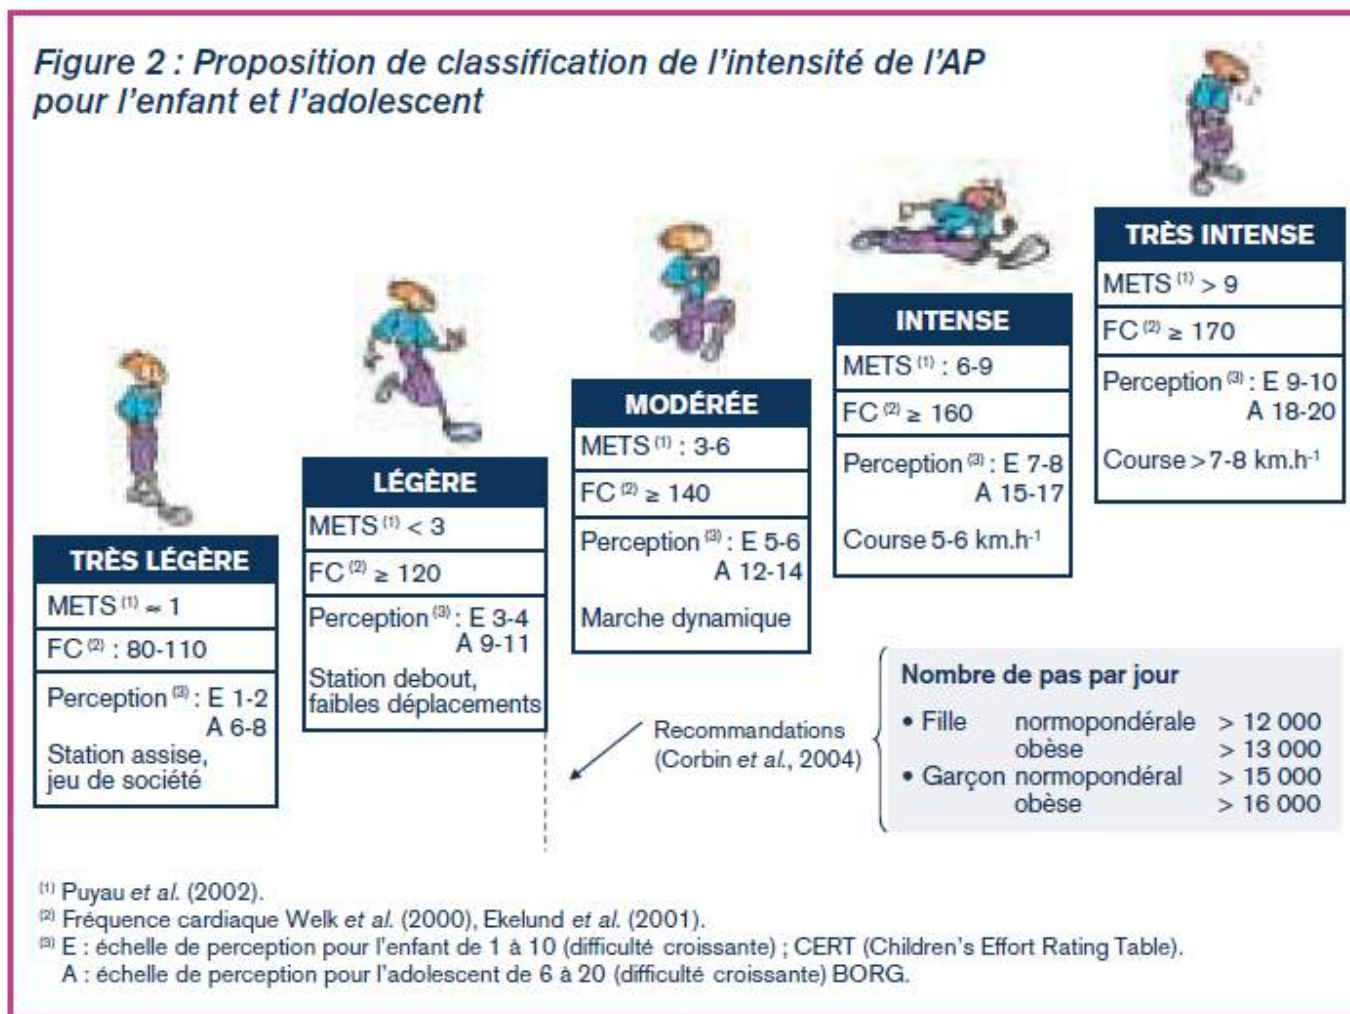 Figure 2 : Proposition de classification de l'intensité de l'AP
pour l'enfant et l'adolescent
TRÈS LÉGÈRE
METS (1) ≈ 1
FC (2) : 80-110
Perception (3) : E 1-2
A 6-8
Station assise,
jeu de société
LÉGÈRE
METS (1) < 3
FC (2) ≥ 120
Perception (3) : E 3-4
A 9-11
Station debout,
faibles déplacements
MODÉRÉE
METS (1) : 3-6
FC (2) ≥ 140
Perception (3) : E 5-6
A 12-14
Marche dynamique
INTENSE
METS (1) : 6-9
FC (2) ≥ 160
Perception (3) : E 7-8
A 15-17
Course 5-6 km.h-1
TRÈS INTENSE
METS (1) > 9
FC (2) ≥ 170
Perception (3) : E 9-10
A 18-20
Course > 7-8 km.h-1
Recommandations
(Corbin et al., 2004)
Nombre de pas par jour
• Fille normopondérale > 12 000
obèse > 13 000
• Garçon normopondéral > 15 000
obèse > 16 000
(1) Puyau et al. (2002).
(2) Fréquence cardiaque Welk et al. (2000), Ekelund et al. (2001).
(3) E : échelle de perception pour l'enfant de 1 à 10 (difficulté croissante) ; CERT (Children's Effort Rating Table).
A : échelle de perception pour l'adolescent de 6 à 20 (difficulté croissante) BORG.